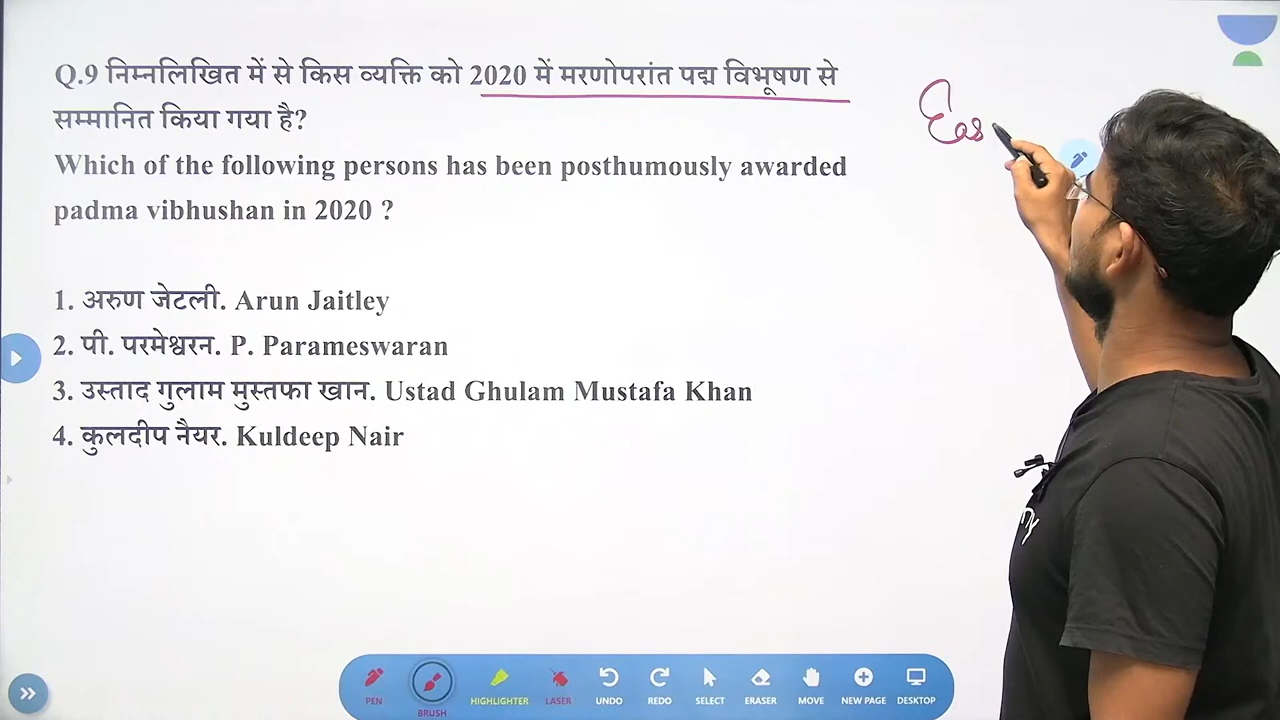 Q.9 निम्नलिखित में से किस व्यक्ति को 2020 में मरणोपरांत पद्म विभूषण से
सम्मानित किया गया है?
Eas
Which of the following persons has been posthumously awarded
padma vibhushan in 2020 ?
1. अरुण जेटली. Arun Jaitley
2. पी. परमेश्वरन. P. Parameswaran
3. उस्ताद गुलाम मुस्तफा खान. Ustad Ghulam Mustafa Khan
4. कुलदीप नैयर. Kuldeep Nair
PEN BRUSH HIGHLIGHTER LASER UNDO REDO SELECT ERASER MOVE NEW PAGE DESKTOP